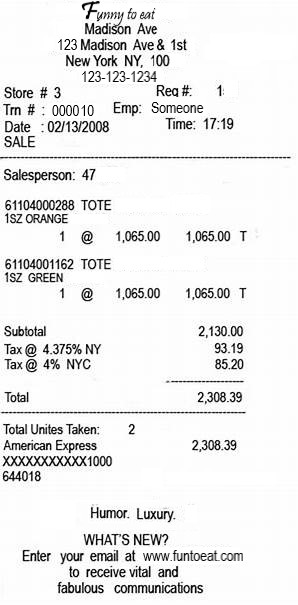 Funny to eat
Madison Ave
123 Madison Ave & 1st
New York NY, 100
123-123-1234
Store # 3 Reg #: 1
Trn # : 000010 Emp: Someone
Date : 02/13/2008 Time: 17:19
SALE
Salesperson: 47
61104000288 TOTE
1SZ ORANGE
1 @ 1,065.00 1,065.00 T
61104001162 TOTE
1SZ GREEN
1 @ 1,065.00 1,065.00 T
Subtotal 2,130.00
Tax @ 4.375% NY 93.19
Tax @ 4% NYC 85.20
Total 2,308.39
Total Unites Taken: 2
American Express 2,308.39
XXXXXXXXXXX1000
644018
Humor. Luxury.
WHAT'S NEW?
Enter your email at www.funtoeat.com
to receive vital and
fabulous communications